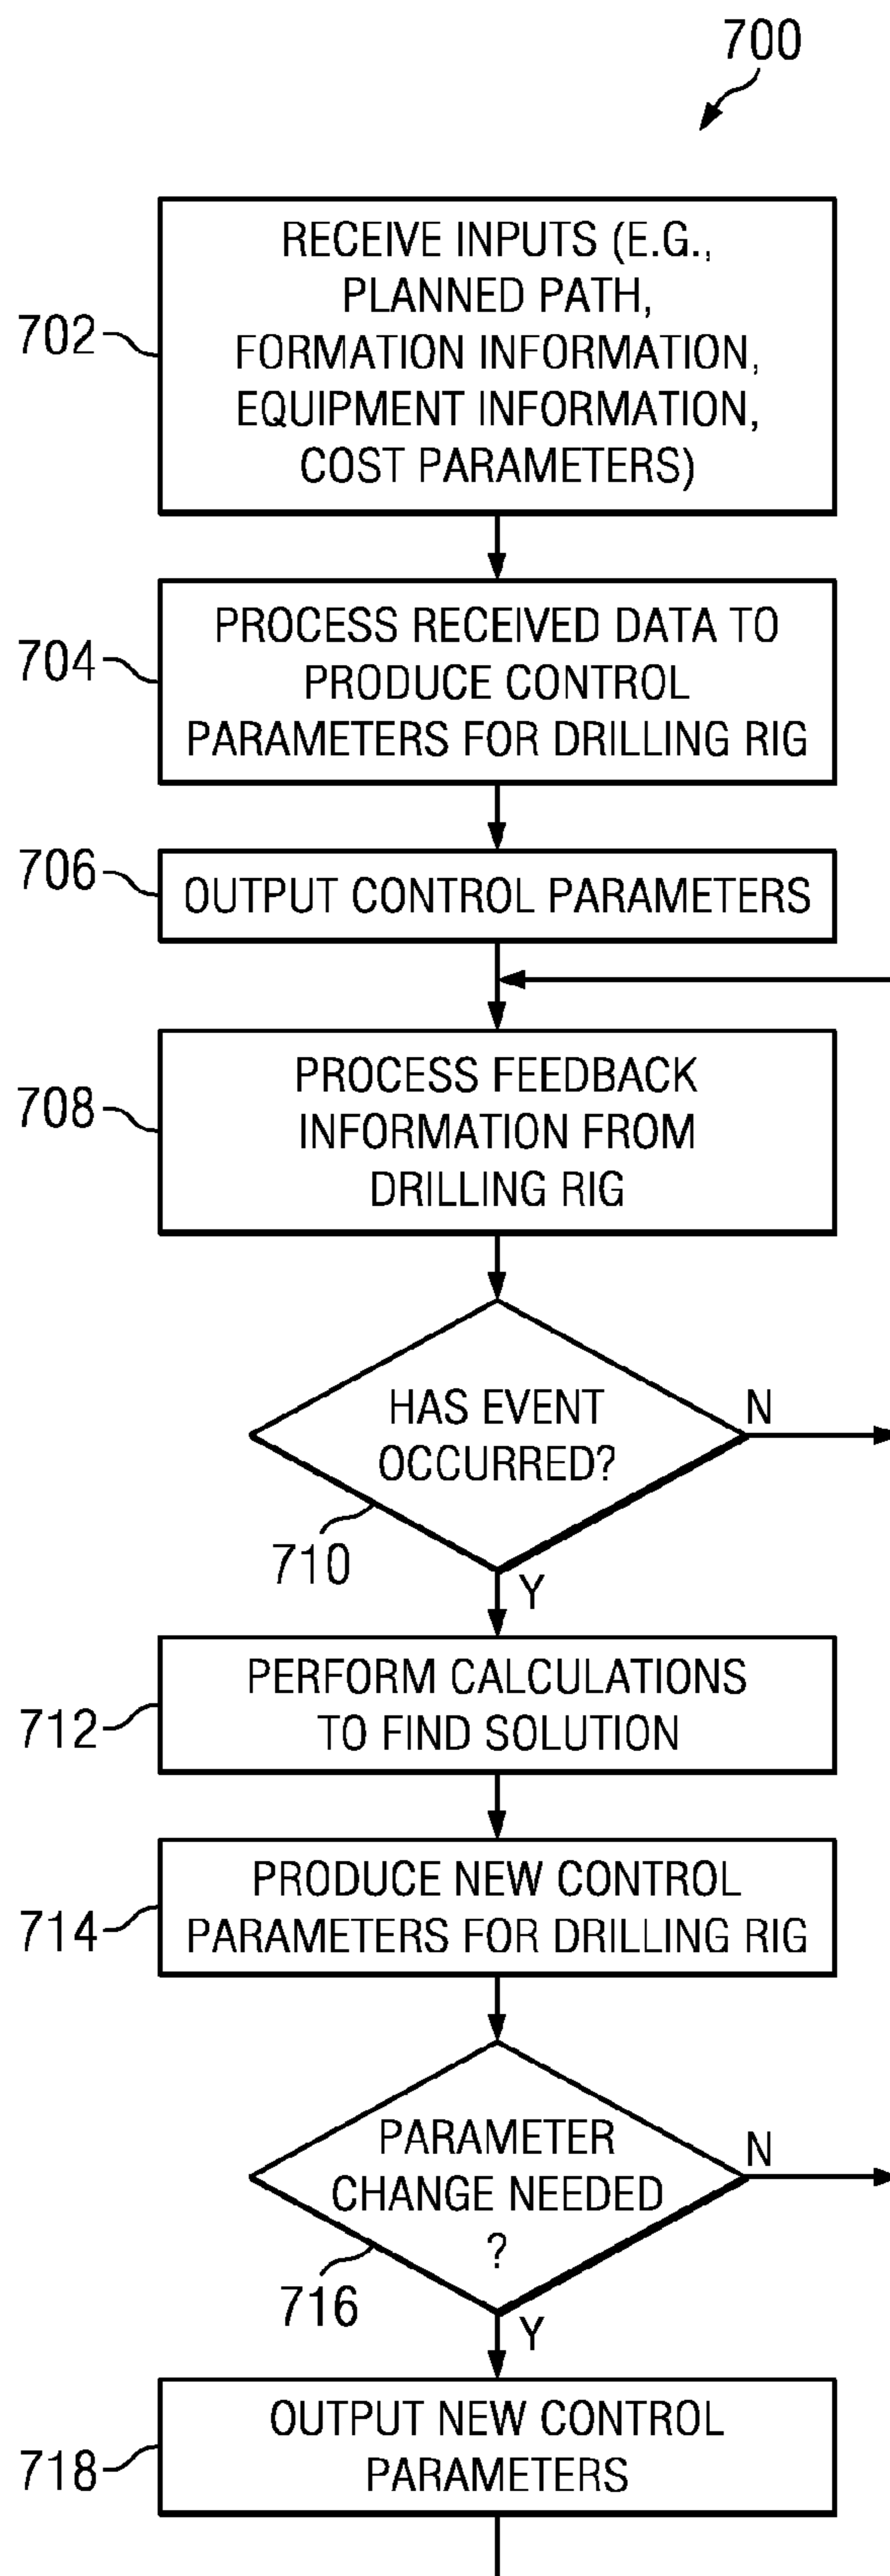 700
702
RECEIVE INPUTS (E.G.,
PLANNED PATH,
FORMATION INFORMATION,
EQUIPMENT INFORMATION,
COST PARAMETERS)
704
PROCESS RECEIVED DATA TO
PRODUCE CONTROL
PARAMETERS FOR DRILLING RIG
706
OUTPUT CONTROL PARAMETERS
708
PROCESS FEEDBACK
INFORMATION FROM
DRILLING RIG
HAS EVENT
OCCURRED?
N
710
Y
712
PERFORM CALCULATIONS
TO FIND SOLUTION
714
PRODUCE NEW CONTROL
PARAMETERS FOR DRILLING RIG
PARAMETER
CHANGE NEEDED
?
N
716
Y
718
OUTPUT NEW CONTROL
PARAMETERS